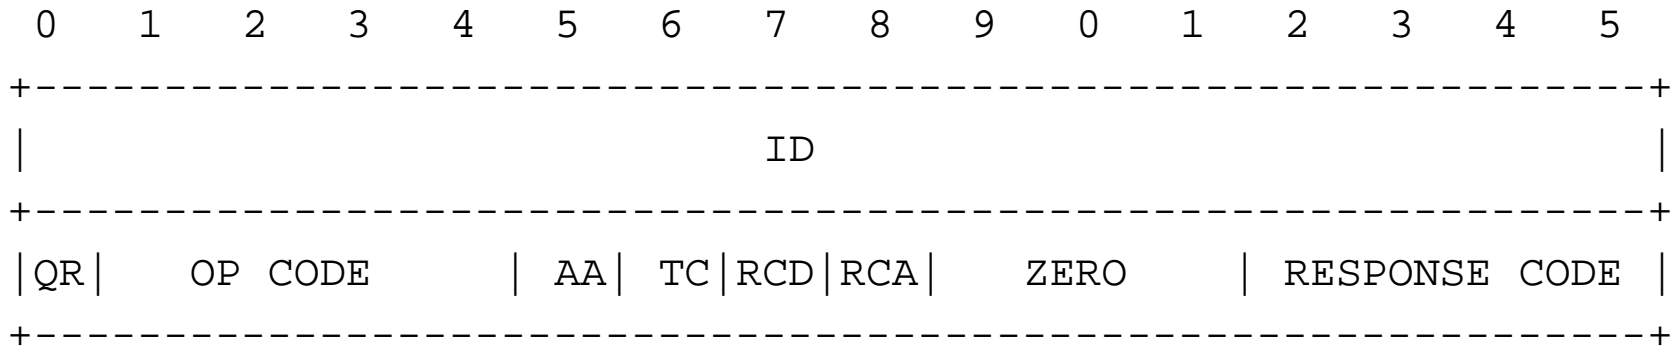 0 1 2 3 4 5 6 7 8 9 0 1 2 3 4 5
+---------------------------------------------------------------+
| ID |
+---------------------------------------------------------------+
|QR| OP CODE | AA| TC|RCD|RCA| ZERO | RESPONSE CODE |
+---------------------------------------------------------------+